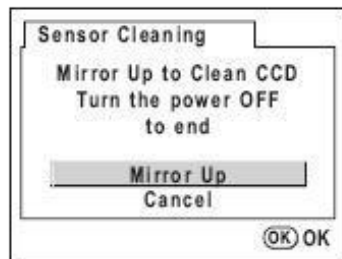 Sensor Cleaning
Mirror Up to Clean CCD
Turn the power OFF
to end
Mirror Up
Cancel
OK OK